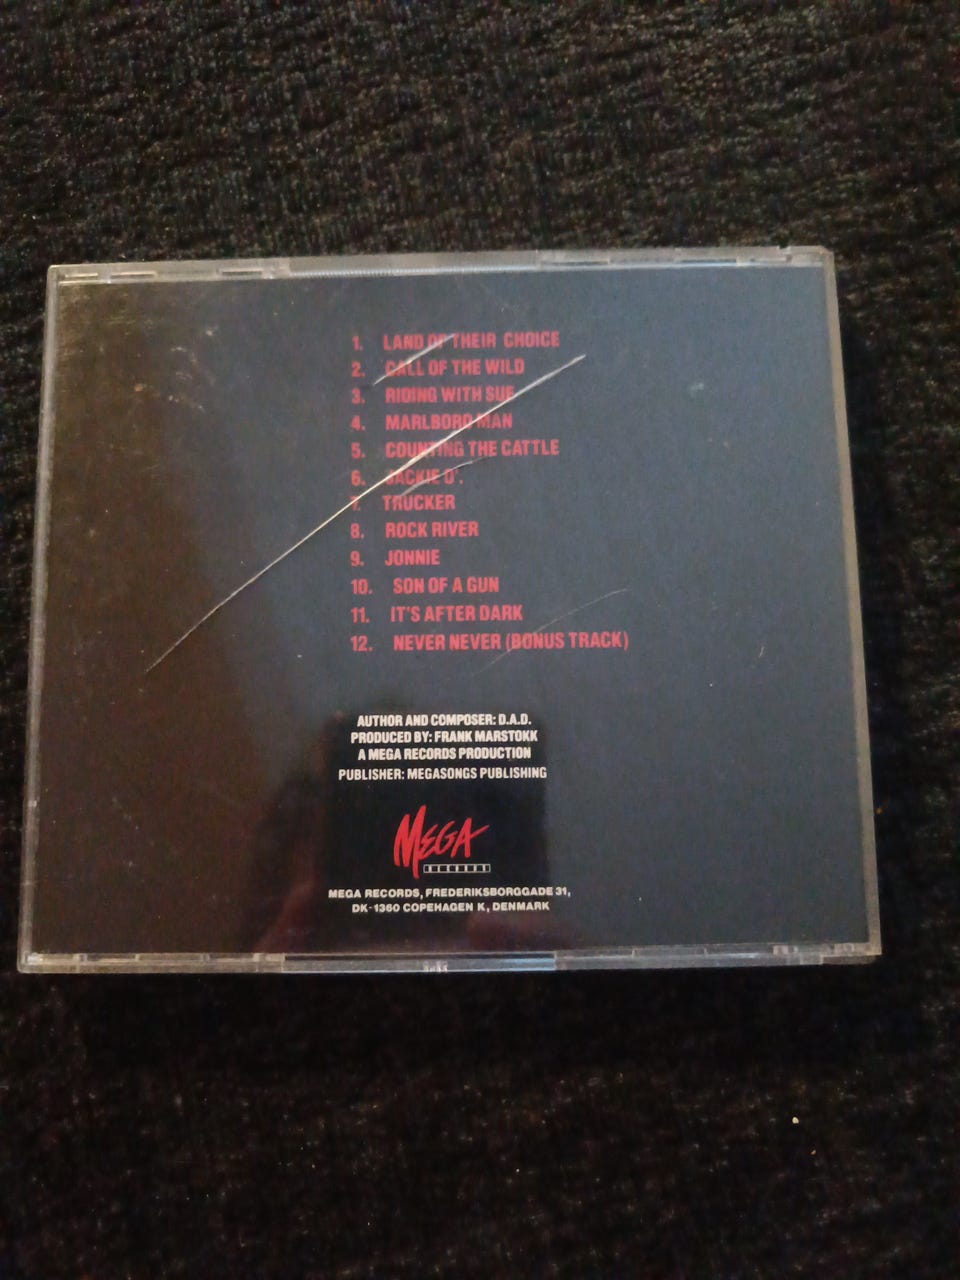 1. LAND OF THEIR CHOICE
2. CALL OF THE WILD
3. RIDING WITH SUE
4. MARLBORO MAN
5. COUNTING THE CATTLE
6. JACKIE O'.
7. TRUCKER
8. ROCK RIVER
9. JONNIE
10. SON OF A GUN
11. IT'S AFTER DARK
12. NEVER NEVER (BONUS TRACK)
AUTHOR AND COMPOSER: D.A.D.
PRODUCED BY: FRANK MARSTOKK
A MEGA RECORDS PRODUCTION
PUBLISHER: MEGASONGS PUBLISHING
MEGA
RECORDS
MEGA RECORDS, FREDERIKSBORGGADE 31,
DK-1360 COPEHAGEN K, DENMARK